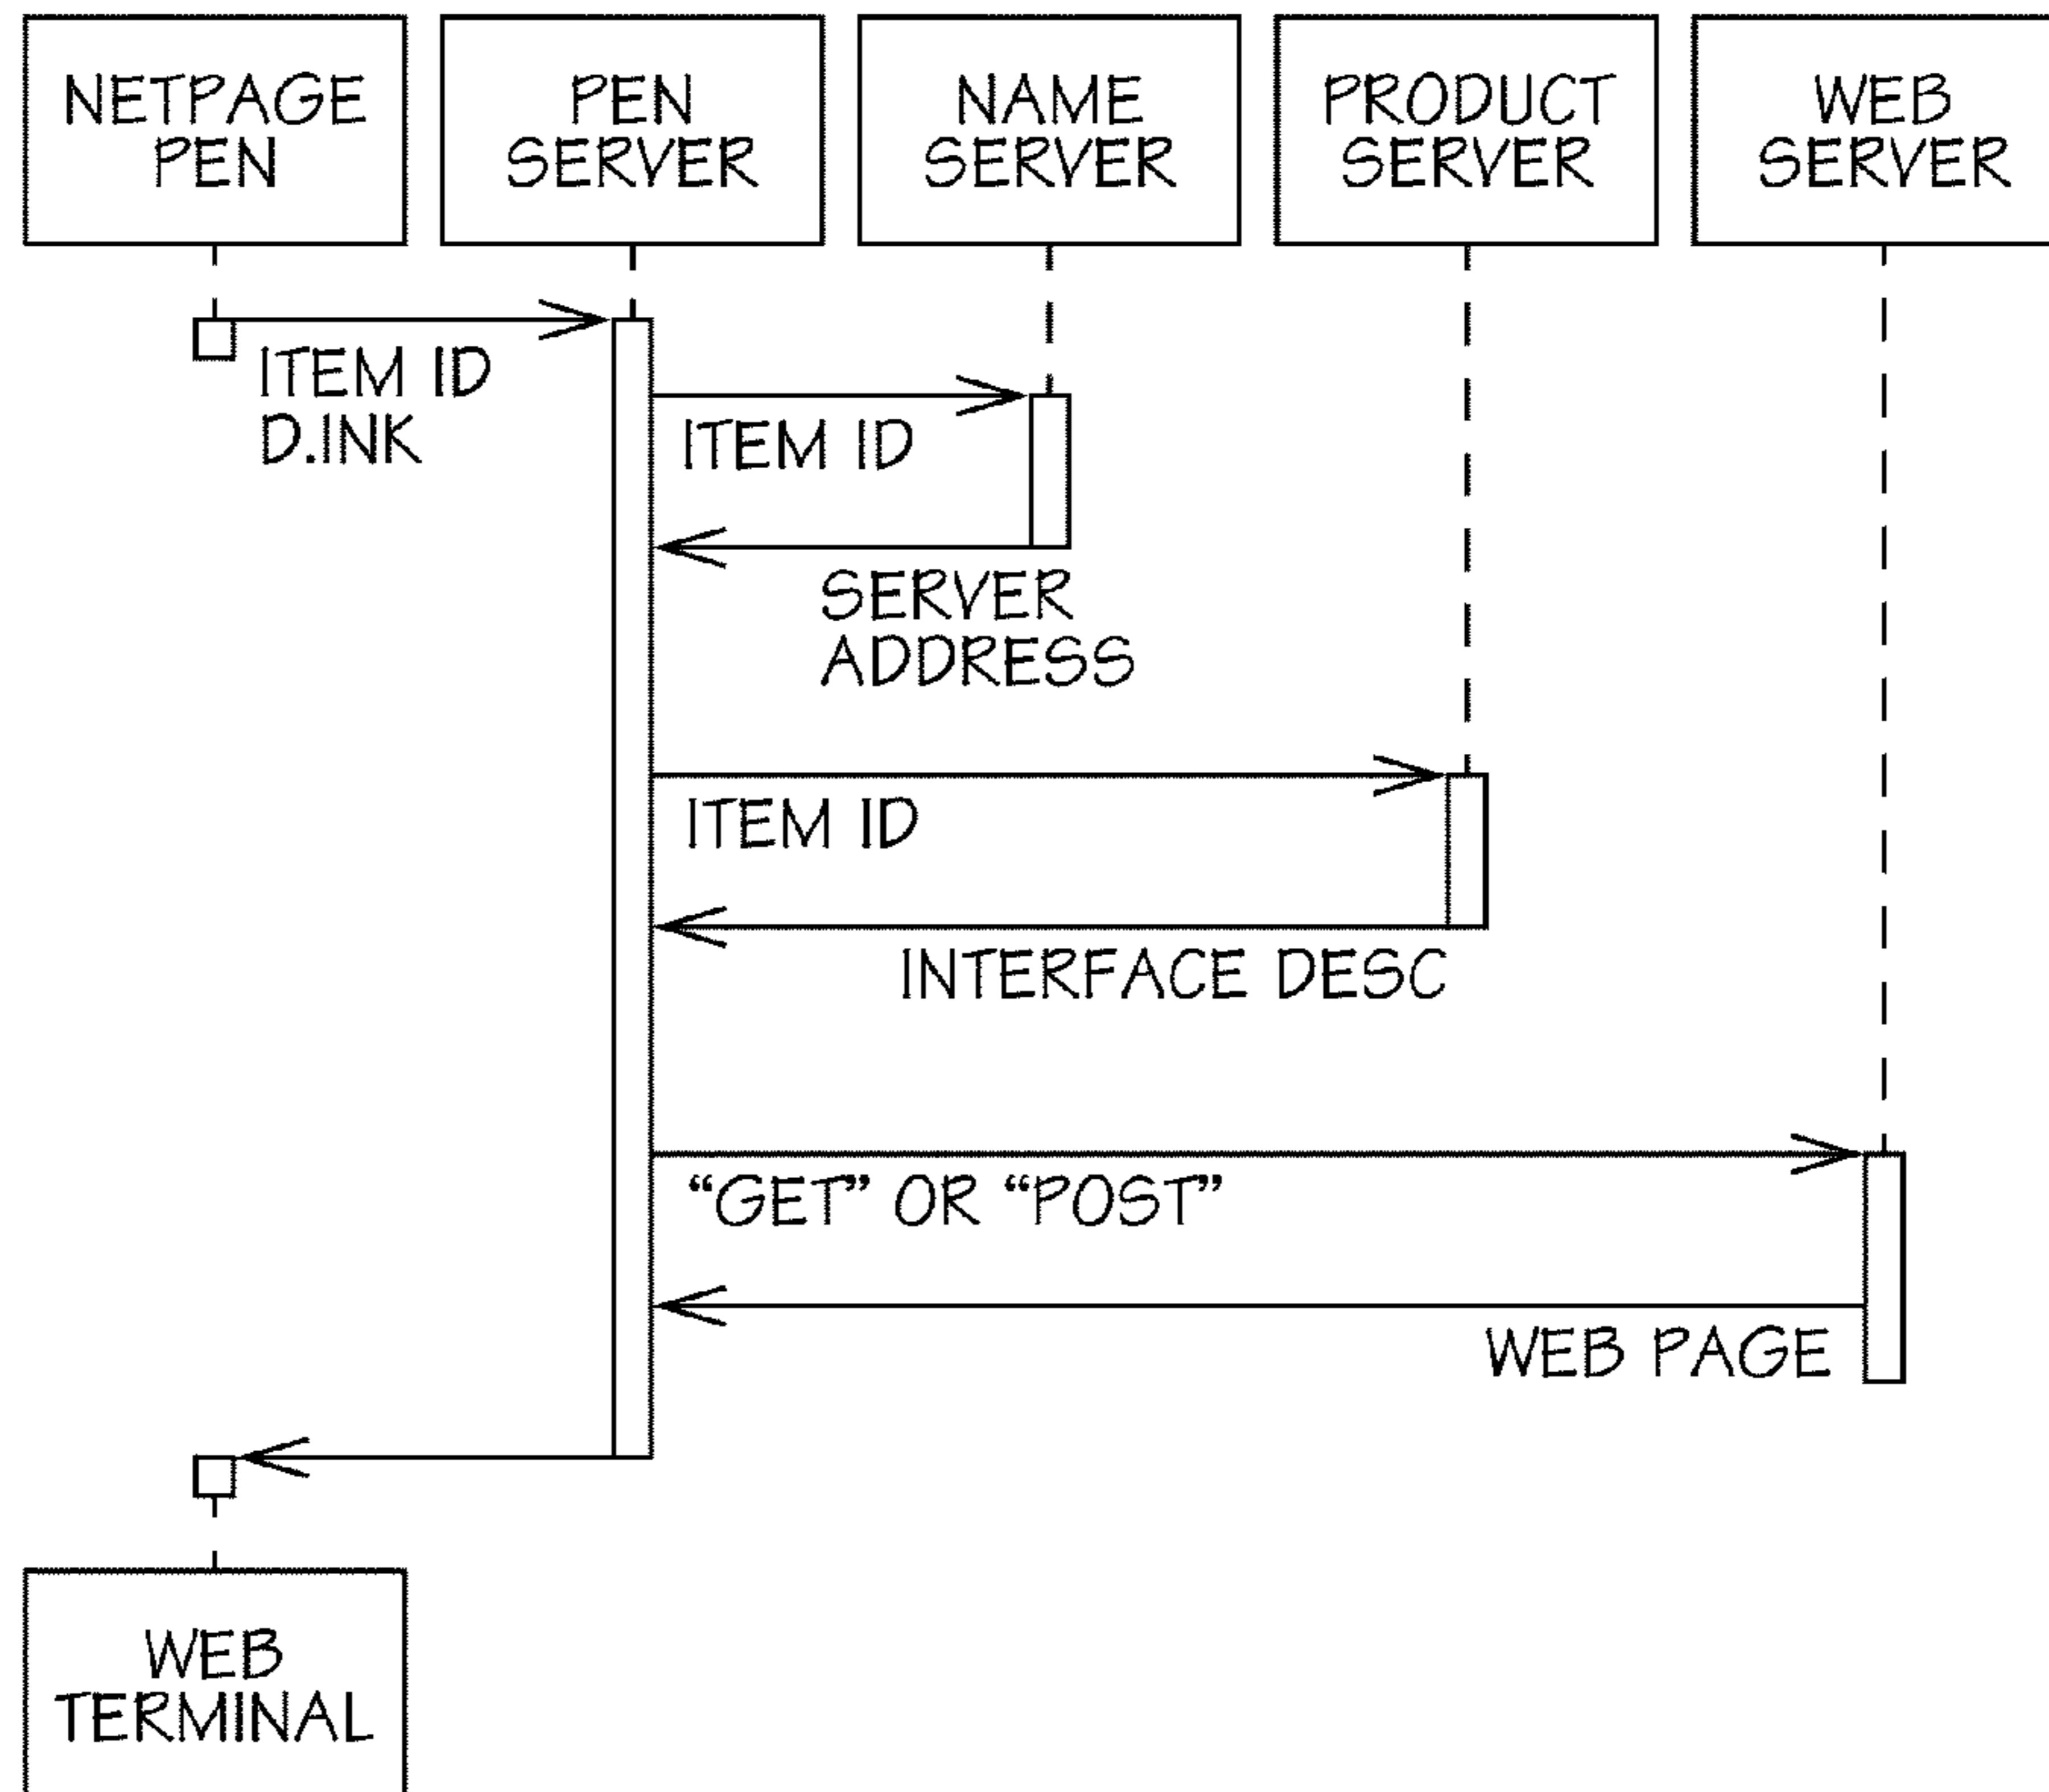 NETPAGE
PEN
PEN
SERVER
NAME
SERVER
PRODUCT
SERVER
WEB
SERVER
ITEM ID
D.INK
ITEM ID
SERVER
ADDRESS
ITEM ID
INTERFACE DESC
“GET” OR “POST”
WEB PAGE
WEB
TERMINAL